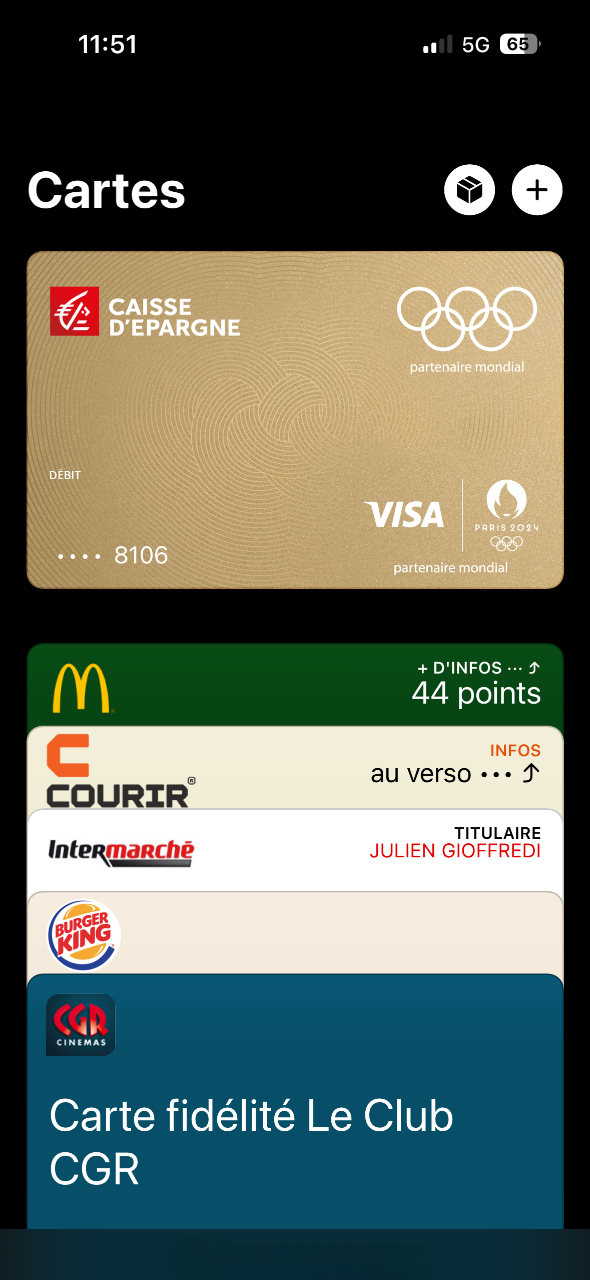 11:51
5G 65
Cartes
CAISSE
D'EPARGNE
partenaire mondial
DÉBIT
VISA
PARIS 2024
•••• 8106
partenaire mondial
+ D'INFOS ··· ⤴
44 points
INFOS
COURIR®
au verso ··· ⤴
TITULAIRE
Intermarché
JULIEN GIOFFREDI
BURGER
KING
CGR
CINEMAS
Carte fidélité Le Club
CGR